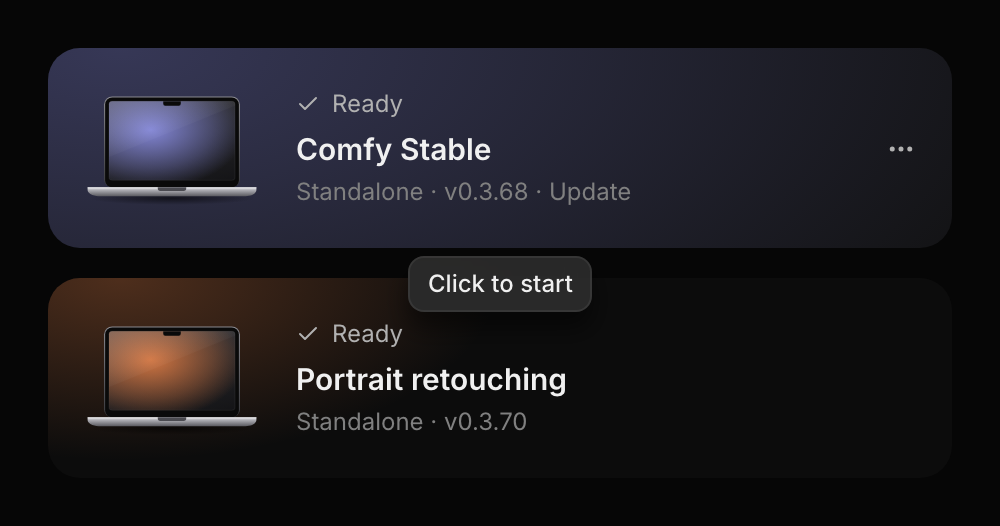 Ready
Comfy Stable
Standalone · v0.3.68 · Update
Click to start
Ready
Portrait retouching
Standalone · v0.3.70